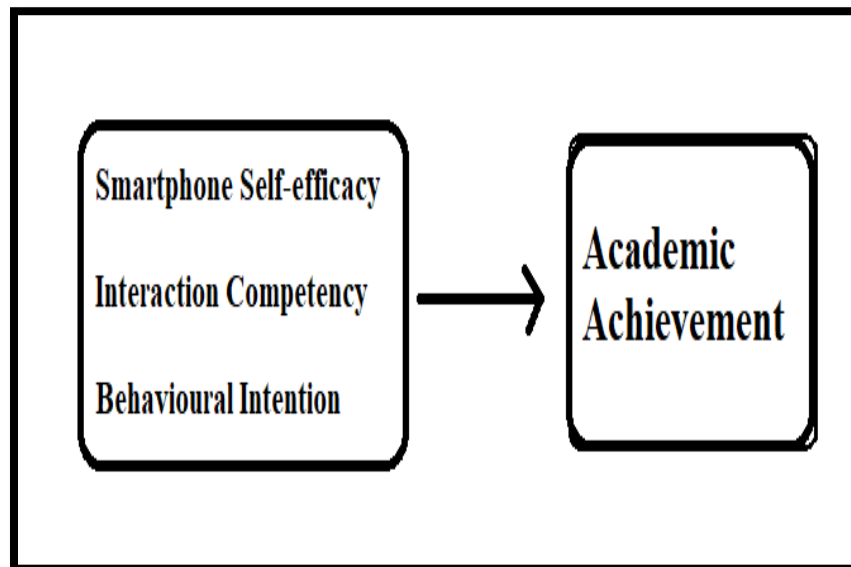 Smartphone Self-efficacy
Interaction Competency
Behavioural Intention
Academic
Achievement